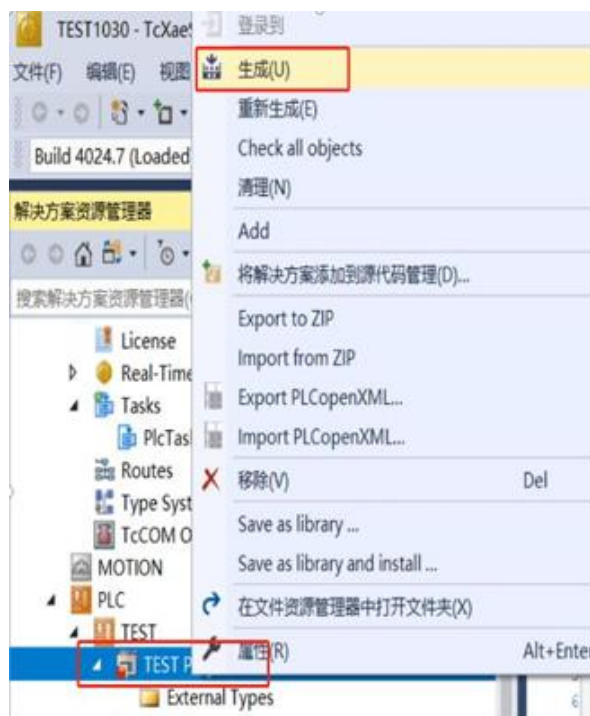 TEST1030 - TcXaeS
文件(F) 编辑(E) 视图
Build 4024.7 (Loaded
解决方案资源管理器
搜索解决方案资源管理器(
License
Real-Time
Tasks
PlcTas
Routes
Type Syst
TcCOM O
MOTION
PLC
TEST
TEST P
External Types
登录到
生成(U)
重新生成(E)
Check all objects
清理(N)
Add
将解决方案添加到源代码管理(D)...
Export to ZIP
Import from ZIP
Export PLCopenXML...
Import PLCopenXML...
移除(V) Del
Save as library ...
Save as library and install ...
在文件资源管理器中打开文件夹(X)
属性(R) Alt+Enter
6